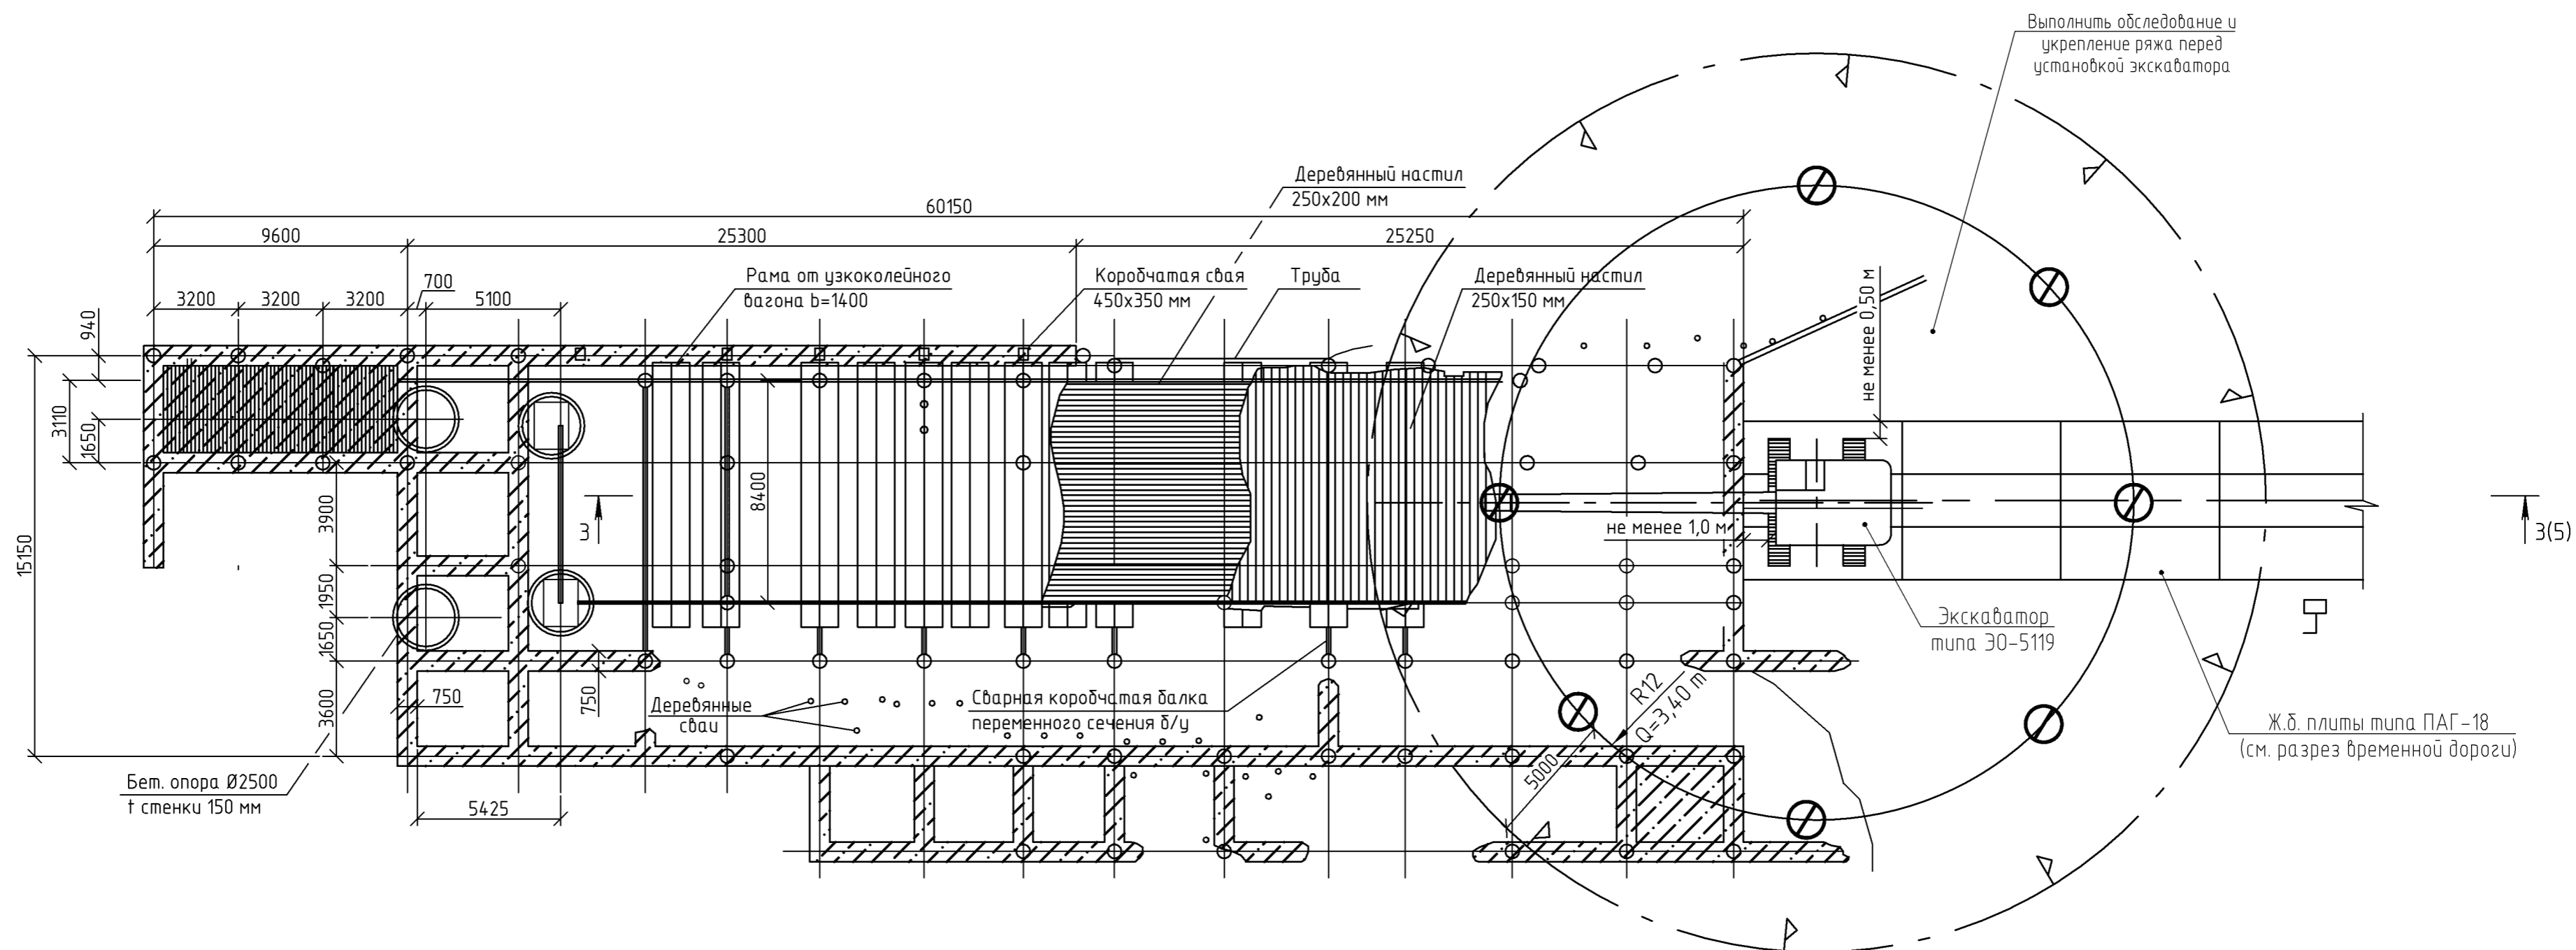 Выполнить обследование и
укрепление ряжа перед
установкой экскаватора
Деревянный настил
250х200 мм
60150
9600
25300
25250
700
Рама от узкоколейного
вагона b=1400
Коробчатая свая
450х350 мм
Труба
Деревянный настил
250х150 мм
3200
3200
3200
5100
940
не менее 0,50 м
3110
1650
15150
3900
1950
1650
3600
8400
3
не менее 1,0 м
3(5)
Экскаватор
типа ЭО-5119
750
750
Деревянные
сваи
Сварная коробчатая балка
переменного сечения б/у
R12
Q=3,40 т
5000
Ж.б. плиты типа ПАГ-18
(см. разрез временной дороги)
Бет. опора Ø2500
t стенки 150 мм
5425